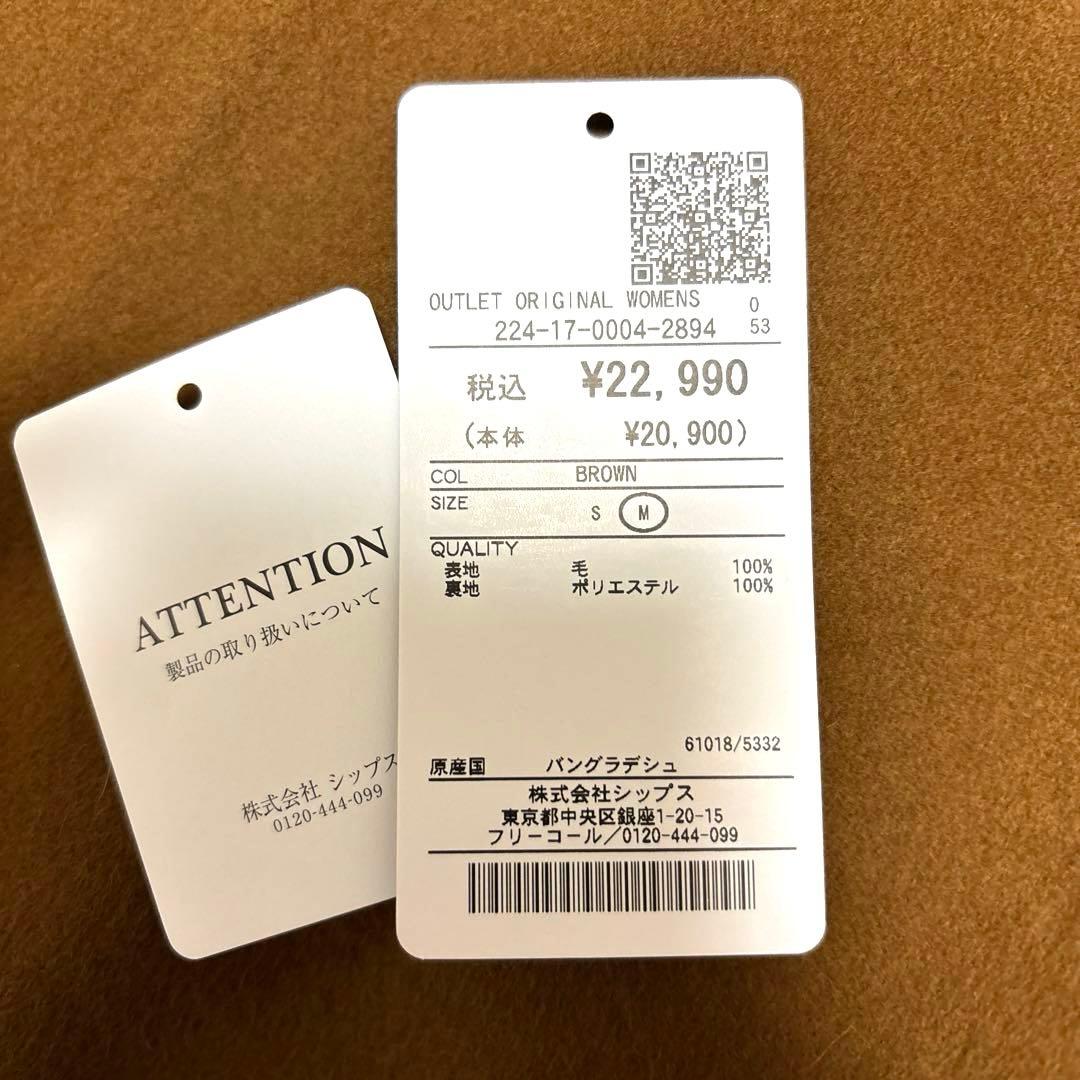 OUTLET ORIGINAL WOMENS 0
224-17-0004-2894 53
税込 ¥22,990
(本体 ¥20,900)
COL BROWN
SIZE S M
QUALITY
表地 毛 100%
裏地 ポリエステル 100%
61018/5332
原産国 バングラデシュ
株式会社シップス
東京都中央区銀座1-20-15
フリーコール/0120-444-099
ATTENTION
製品の取り扱いについて
株式会社 シップス
0120-444-099